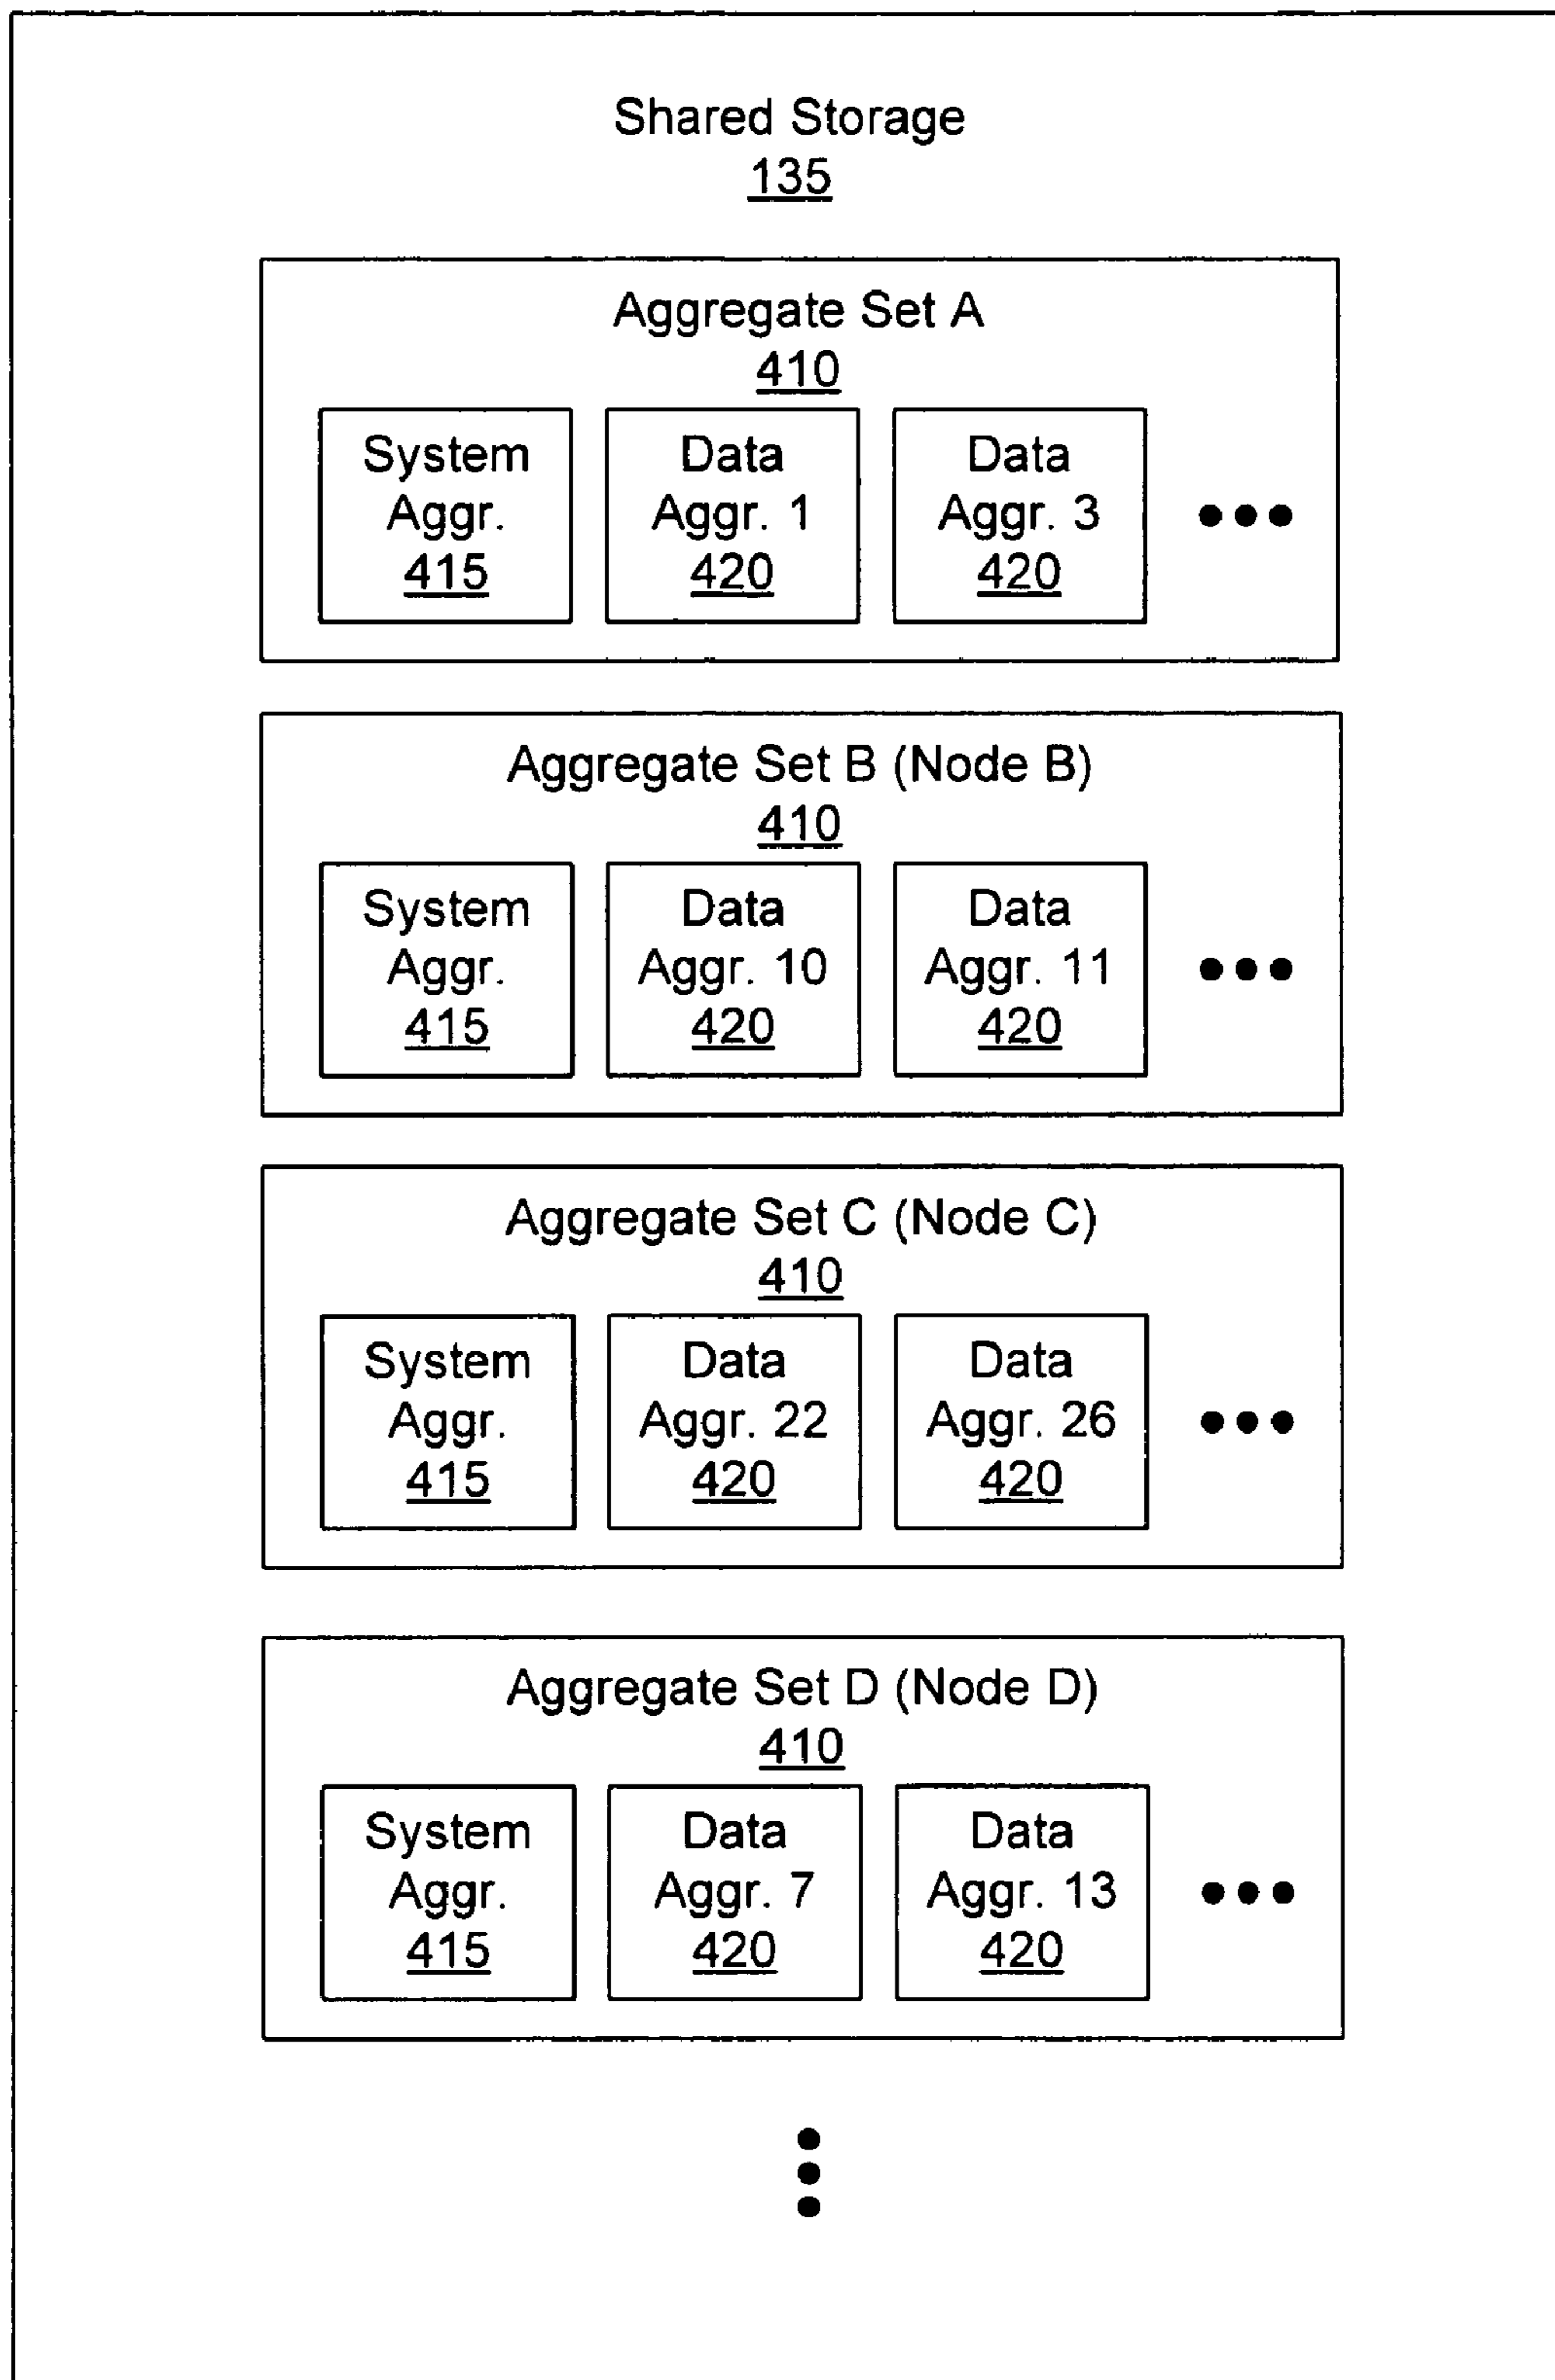 Shared Storage
135
Aggregate Set A
410
System
Aggr.
415
Data
Aggr. 1
420
Data
Aggr. 3
420
Aggregate Set B (Node B)
410
System
Aggr.
415
Data
Aggr. 10
420
Data
Aggr. 11
420
Aggregate Set C (Node C)
410
System
Aggr.
415
Data
Aggr. 22
420
Data
Aggr. 26
420
Aggregate Set D (Node D)
410
System
Aggr.
415
Data
Aggr. 7
420
Data
Aggr. 13
420